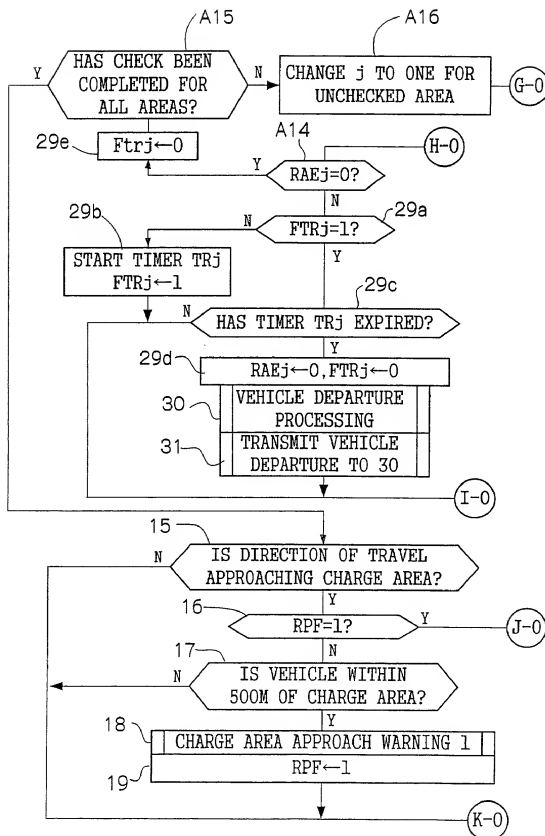 A15
A16
Y
HAS CHECK BEEN
COMPLETED FOR
ALL AREAS?
N
CHANGE j TO ONE FOR
UNCHECKED AREA
G-0
29e
Ftrj←0
A14
H-0
Y
RAEj=0?
N
29b
N
FTRj=1?
29a
START TIMER TRj
FTRj←1
Y
29c
N
HAS TIMER TRj EXPIRED?
Y
29d
RAEj←0,FTRj←0
30
VEHICLE DEPARTURE
PROCESSING
31
TRANSMIT VEHICLE
DEPARTURE TO 30
I-0
15
N
IS DIRECTION OF TRAVEL
APPROACHING CHARGE AREA?
Y
16
RPF=1?
Y
J-0
N
17
N
IS VEHICLE WITHIN
500M OF CHARGE AREA?
Y
18
CHARGE AREA APPROACH WARNING 1
19
RPF←1
K-0